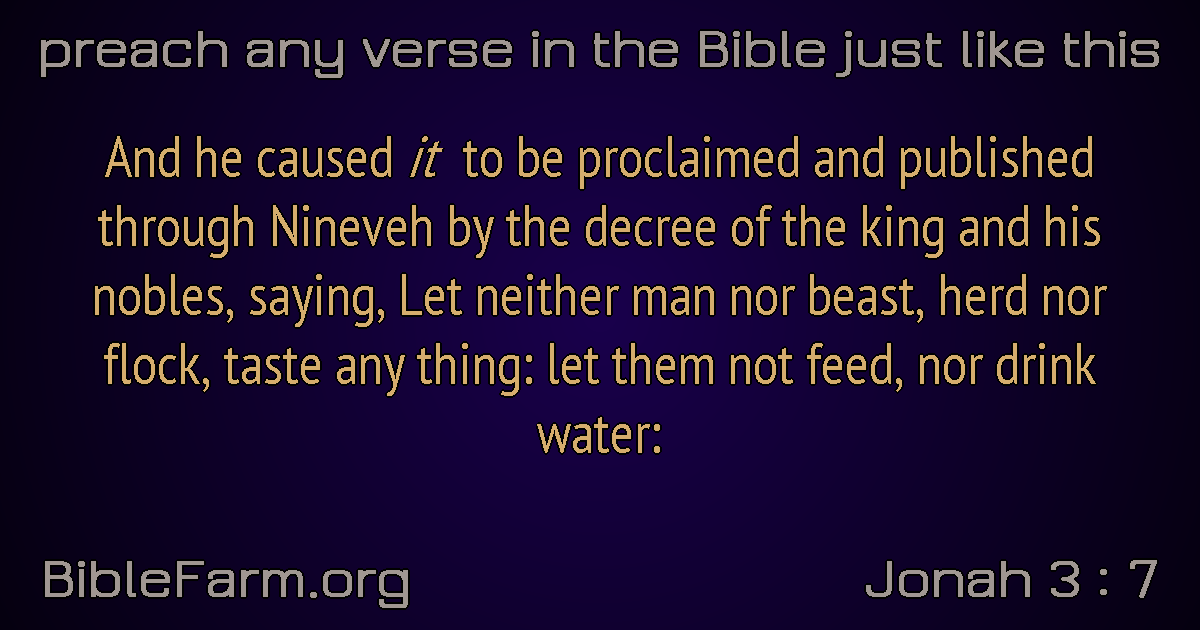 preach any verse in the Bible just like this
And he caused it to be proclaimed and published
through Nineveh by the decree of the king and his
nobles, saying, Let neither man nor beast, herd nor
flock, taste any thing: let them not feed, nor drink
water:
BibleFarm.org
Jonah 3 : 7